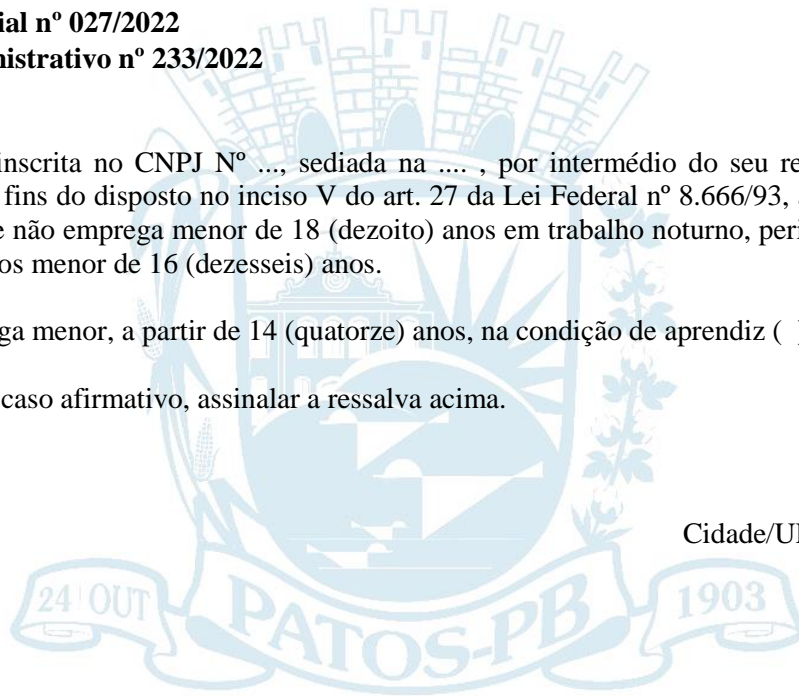 ial nº 027/2022
nistrativo nº 233/2022
inscrita no CNPJ Nº ..., sediada na .... , por intermédio do seu re
fins do disposto no inciso V do art. 27 da Lei Federal nº 8.666/93,
e não emprega menor de 18 (dezoito) anos em trabalho noturno, peri
os menor de 16 (dezesseis) anos.
ga menor, a partir de 14 (quatorze) anos, na condição de aprendiz ( )
caso afirmativo, assinalar a ressalva acima.
Cidade/U
24 OUT
PATOS-PB
1903